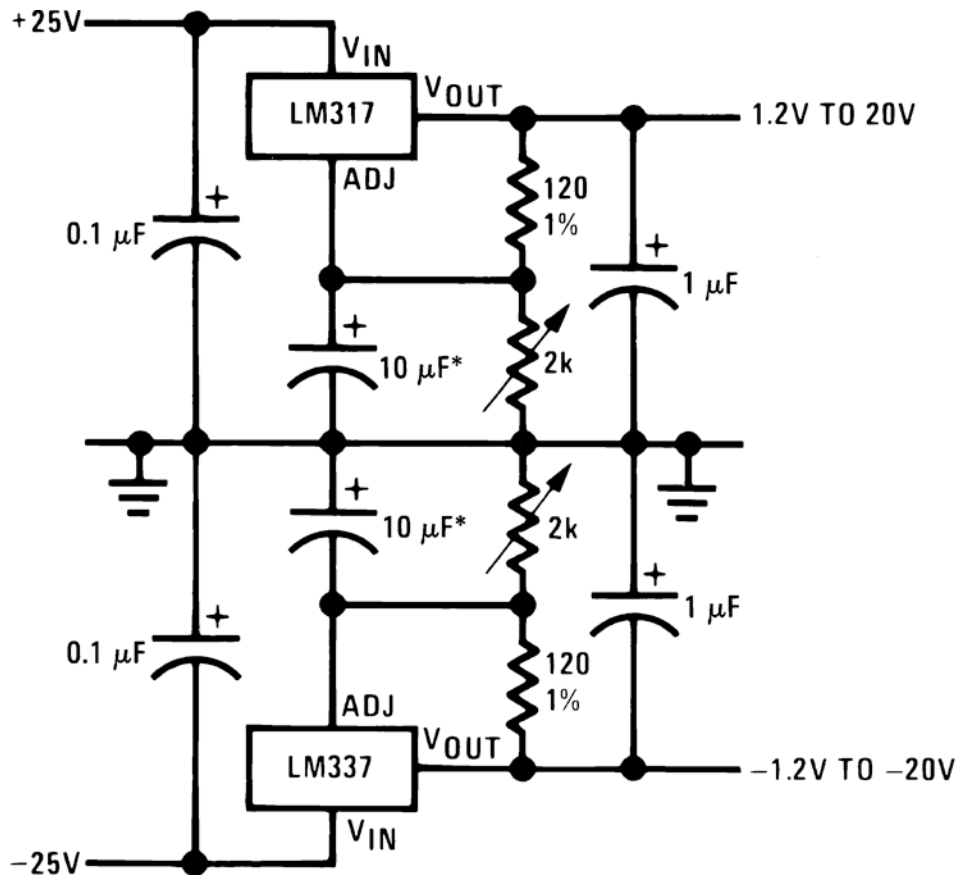 +25V
VIN
VOUT
LM317
1.2V TO 20V
ADJ
120
1%
+
0.1 μF
+
1 μF
+
10 μF*
2k
+
10 μF*
2k
+
1 μF
+
0.1 μF
120
1%
ADJ
VOUT
LM337
−1.2V TO −20V
VIN
−25V